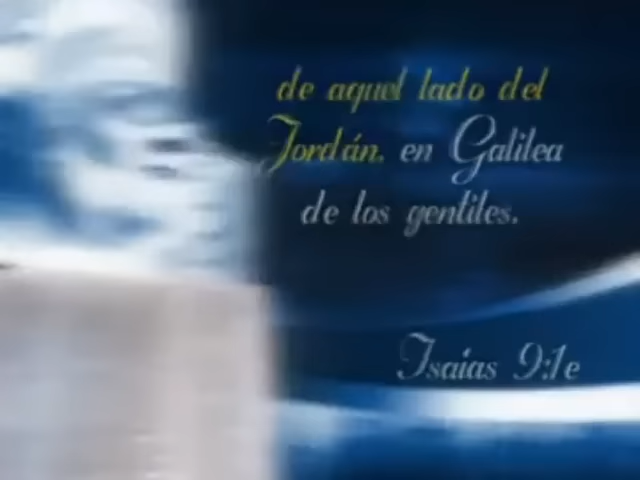 de aquel lado del
Jordán, en Galilea
de los gentiles.
Isaías 9:1e